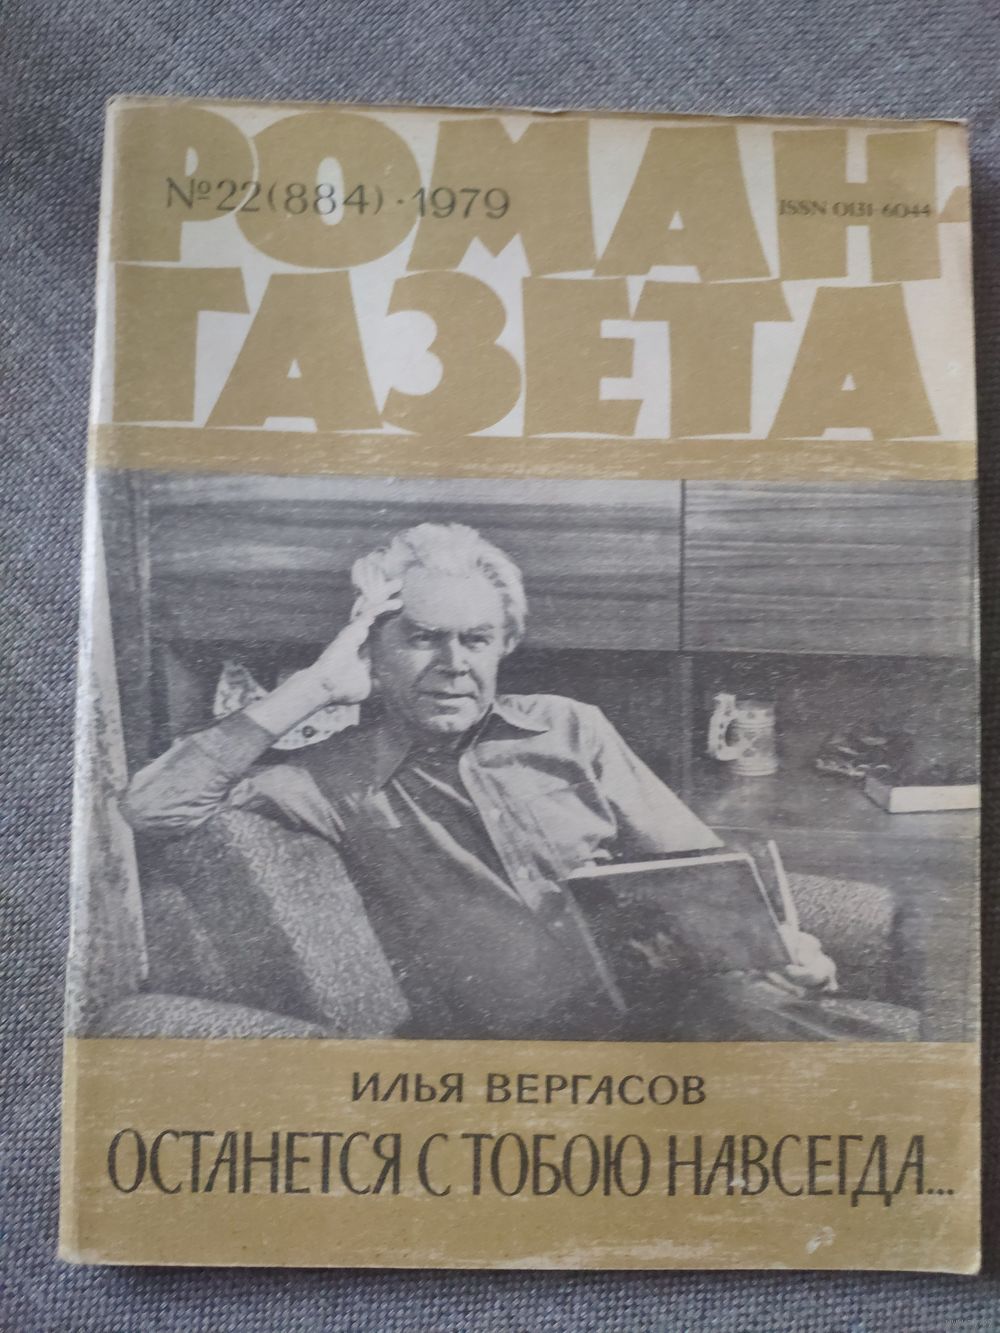 РОМАН-
№22(884)·1979
ISSN 0131-6044
ГАЗЕТА
ИЛЬЯ ВЕРГАСОВ
ОСТАНЕТСЯ С ТОБОЮ НАВСЕГДА...